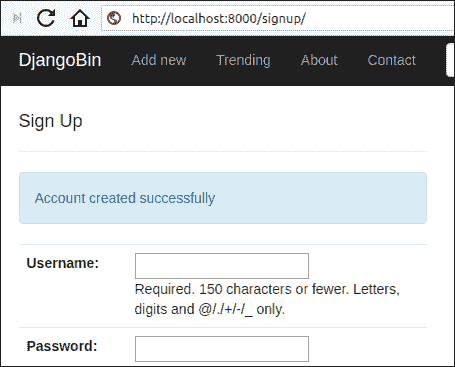 http://localhost:8000/signup/
DjangoBin Add new Trending About Contact
Sign Up
Account created successfully
Username:
Required. 150 characters or fewer. Letters,
digits and @/./+/-/_ only.
Password: